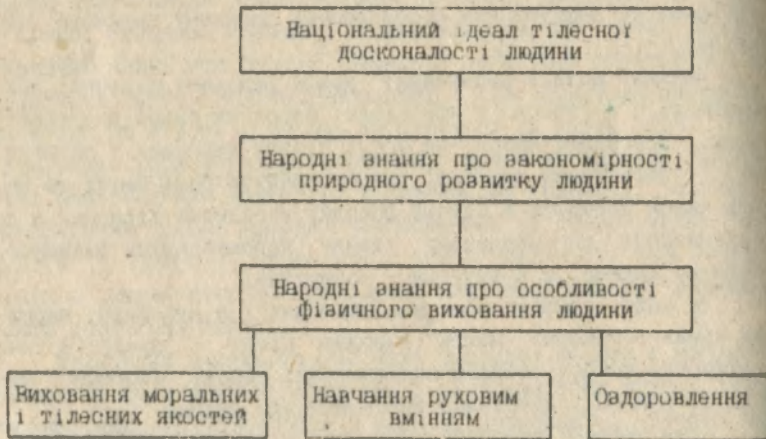 Національний ідеал тілесної
досконалості людини
Народні знання про закономірності
природного розвитку людини
Народні знання про особливості
фізичного виховання людини
Виховання моральних
і тілесних якостей
Навчання руховим
вмінням
Оздоровлення